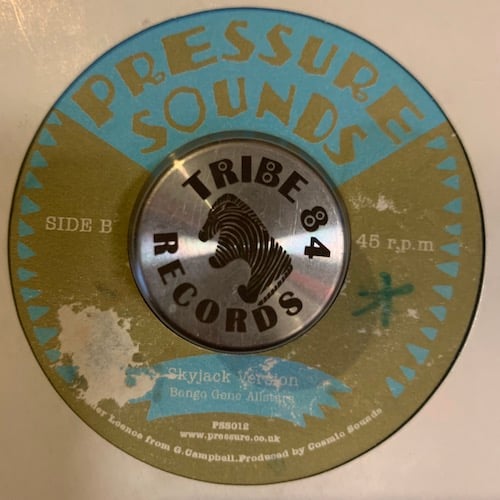 PRESSURE
SOUNDS
TRIBE 84
RECORDS
SIDE B
45 r.p.m
Skyjack Version
Bongo Gene Allstars
PSS012
www.pressure.co.uk
Under Loence from G.Campbell.Produced by Cosmic Sounds